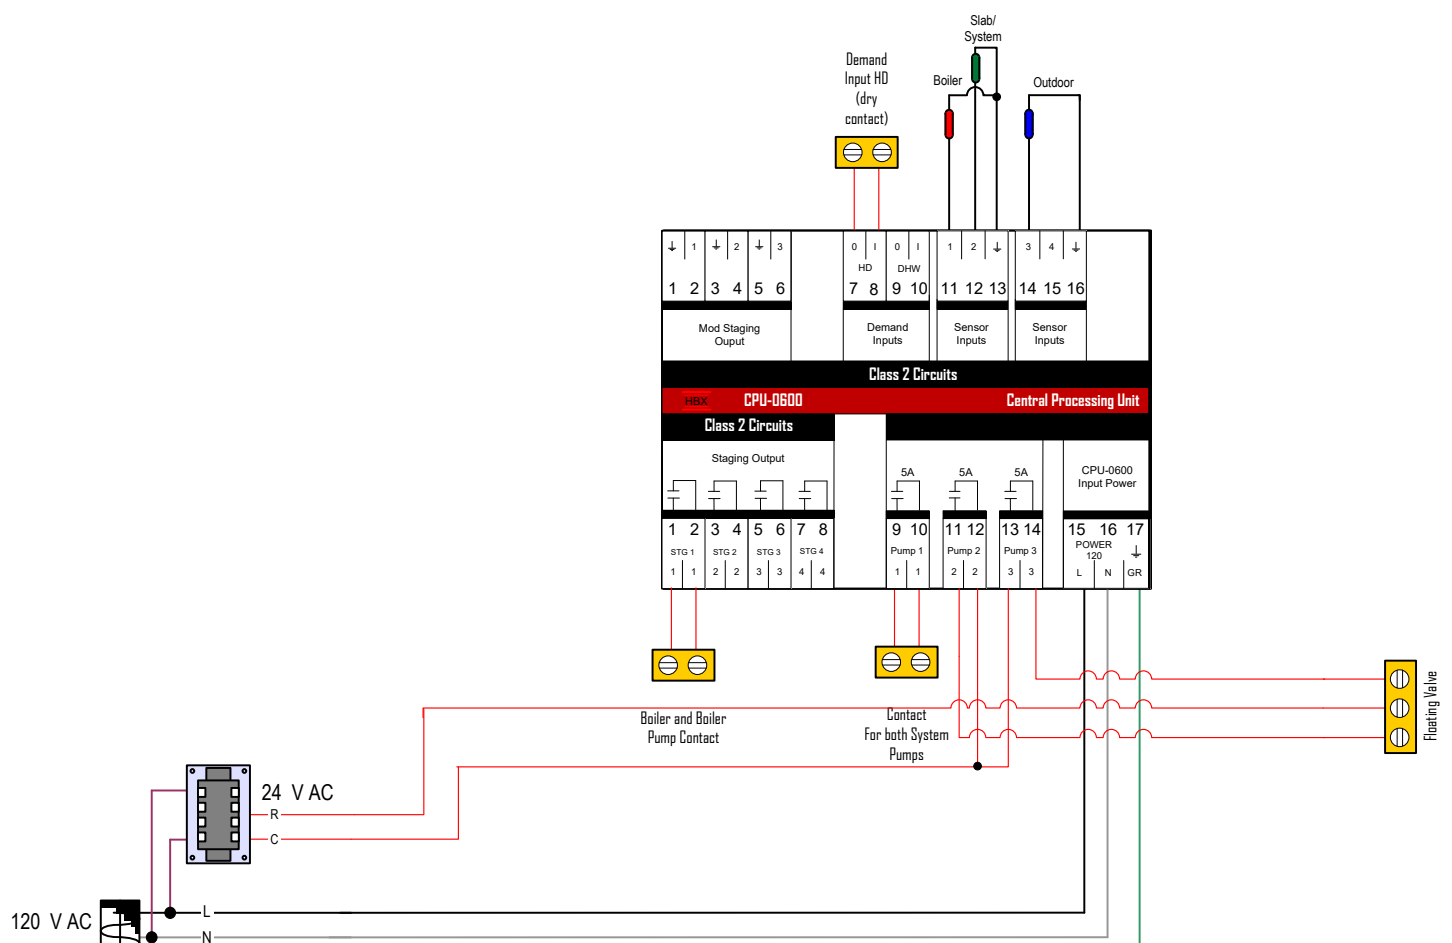 Slab/
System
Demand
Input HD
(dry
contact)
Boiler
Outdoor
1 2 3
0 I 0 I
1 2
3 4
HD DHW
1 2 3 4 5 6
7 8 9 10
11 12 13
14 15 16
Mod Staging
Ouput
Demand
Inputs
Sensor
Inputs
Sensor
Inputs
Class 2 Circuits
HBX CPU-0600 Central Processing Unit
Class 2 Circuits
Staging Output
5A 5A 5A
CPU-0600
Input Power
1 2 3 4 5 6 7 8
9 10 11 12 13 14
15 16 17
STG 1 STG 2 STG 3 STG 4
Pump 1 Pump 2 Pump 3
POWER
120
1 1 2 2 3 3 4 4
1 1 2 2 3 3
L N GR
Floating Valve
Boiler and Boiler
Pump Contact
Contact
For both System
Pumps
24 V AC
R
C
120 V AC
L
N